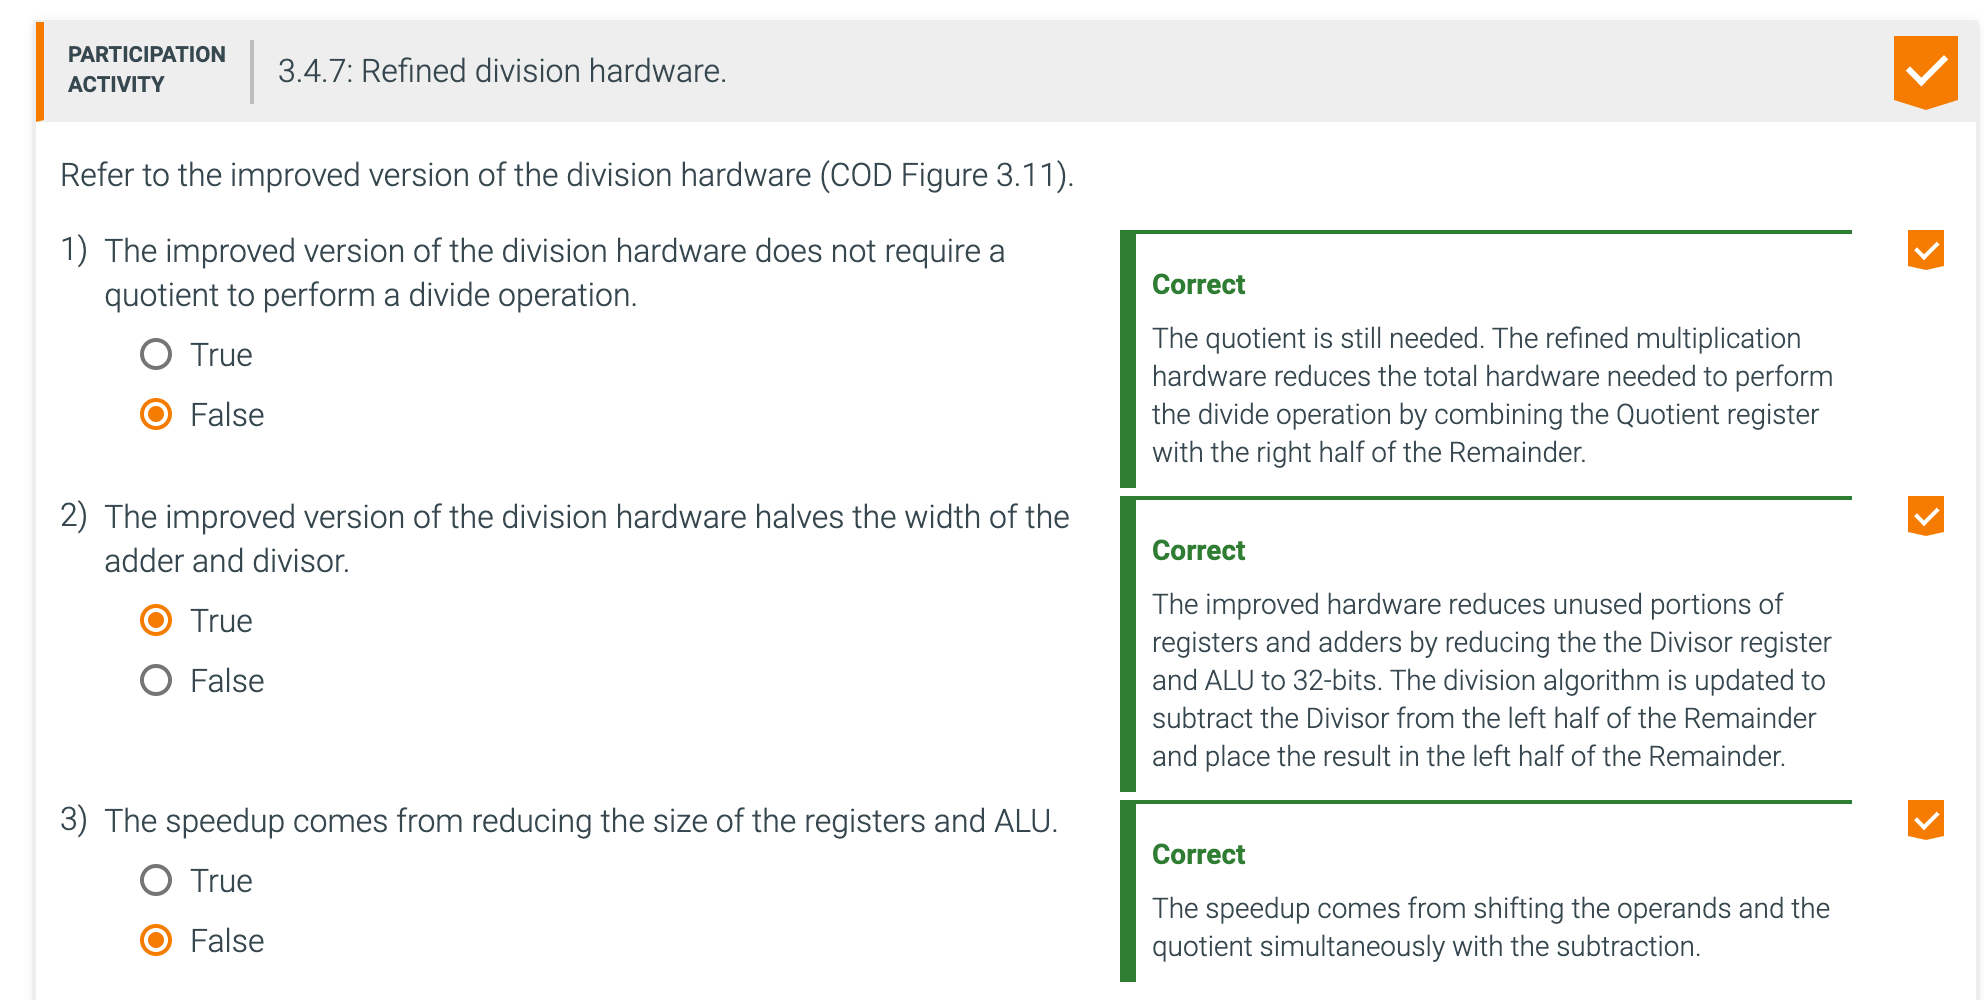 PARTICIPATION
ACTIVITY
3.4.7: Refined division hardware.
Refer to the improved version of the division hardware (COD Figure 3.11).
1) The improved version of the division hardware does not require a
quotient to perform a divide operation.
True
False
Correct
The quotient is still needed. The refined multiplication
hardware reduces the total hardware needed to perform
the divide operation by combining the Quotient register
with the right half of the Remainder.
2) The improved version of the division hardware halves the width of the
adder and divisor.
True
False
Correct
The improved hardware reduces unused portions of
registers and adders by reducing the the Divisor register
and ALU to 32-bits. The division algorithm is updated to
subtract the Divisor from the left half of the Remainder
and place the result in the left half of the Remainder.
3) The speedup comes from reducing the size of the registers and ALU.
True
False
Correct
The speedup comes from shifting the operands and the
quotient simultaneously with the subtraction.